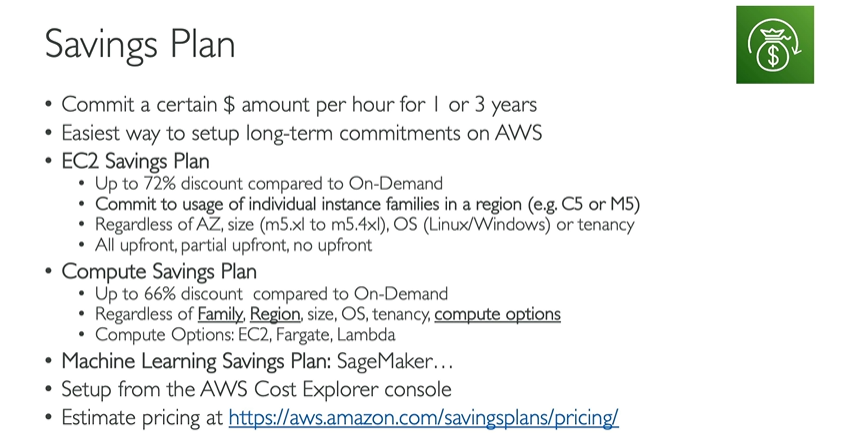 Savings Plan
$
• Commit a certain $ amount per hour for 1 or 3 years
• Easiest way to setup long-term commitments on AWS
• EC2 Savings Plan
• Up to 72% discount compared to On-Demand
• Commit to usage of individual instance families in a region (e.g. C5 or M5)
• Regardless of AZ, size (m5.xl to m5.4xl), OS (Linux/Windows) or tenancy
• All upfront, partial upfront, no upfront
• Compute Savings Plan
• Up to 66% discount compared to On-Demand
• Regardless of Family, Region, size, OS, tenancy, compute options
• Compute Options: EC2, Fargate, Lambda
• Machine Learning Savings Plan: SageMaker…
• Setup from the AWS Cost Explorer console
• Estimate pricing at https://aws.amazon.com/savingsplans/pricing/